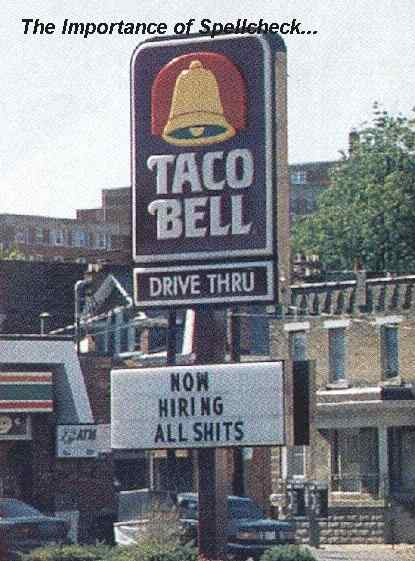 The Importance of Spellcheck...
TACO
BELL
DRIVE THRU
NOW
HIRING
ALL SHITS
ATM